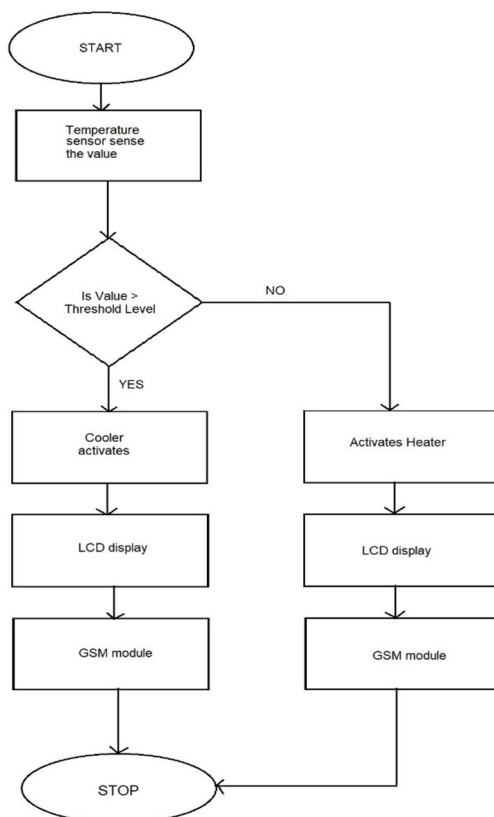 START
Temperature
sensor sense
the value
Is Value >
Threshold Level
NO
YES
Cooler
activates
Activates Heater
LCD display
LCD display
GSM module
GSM module
STOP